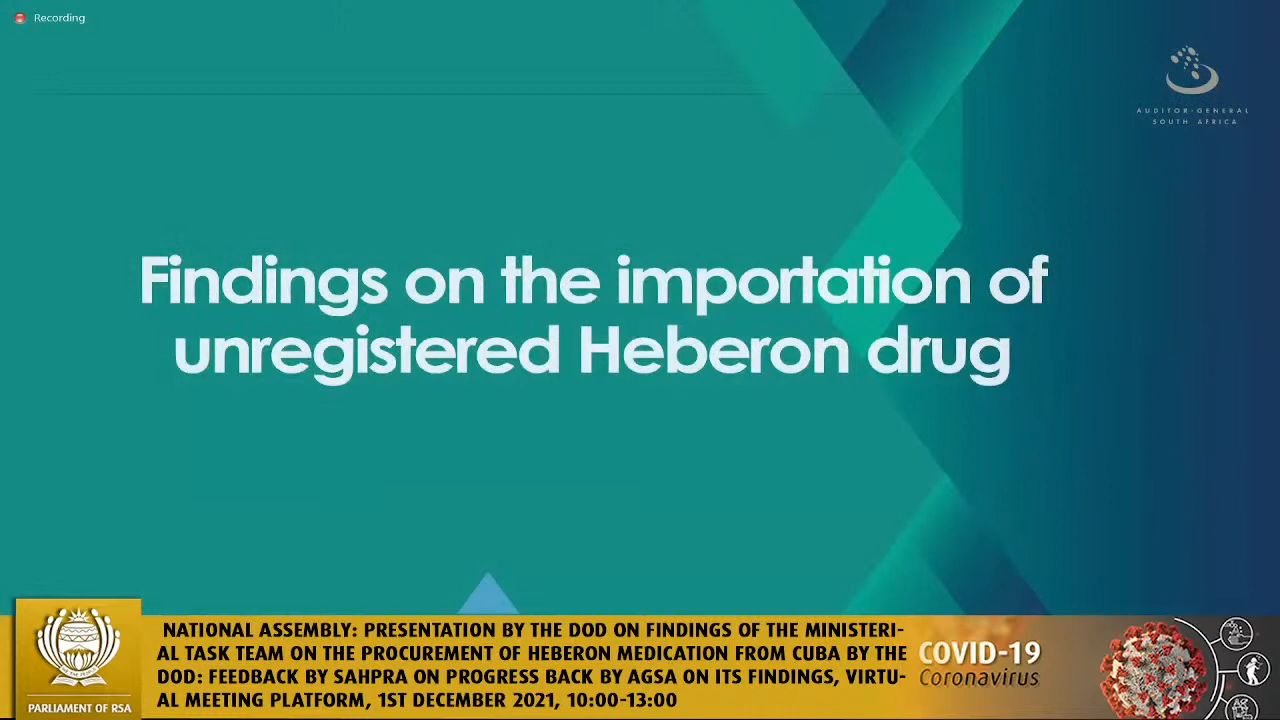 Recording
AUDITOR-GENERAL
SOUTH AFRICA
Findings on the importation of
unregistered Heberon drug
NATIONAL ASSEMBLY: PRESENTATION BY THE DOD ON FINDINGS OF THE MINISTERI-
AL TASK TEAM ON THE PROCUREMENT OF HEBERON MEDICATION FROM CUBA BY THE
DOD: FEEDBACK BY SAHPRA ON PROGRESS BACK BY AGSA ON ITS FINDINGS, VIRTU-
AL MEETING PLATFORM, 1ST DECEMBER 2021, 10:00-13:00
COVID-19
Coronavirus
PARLIAMENT OF RSA